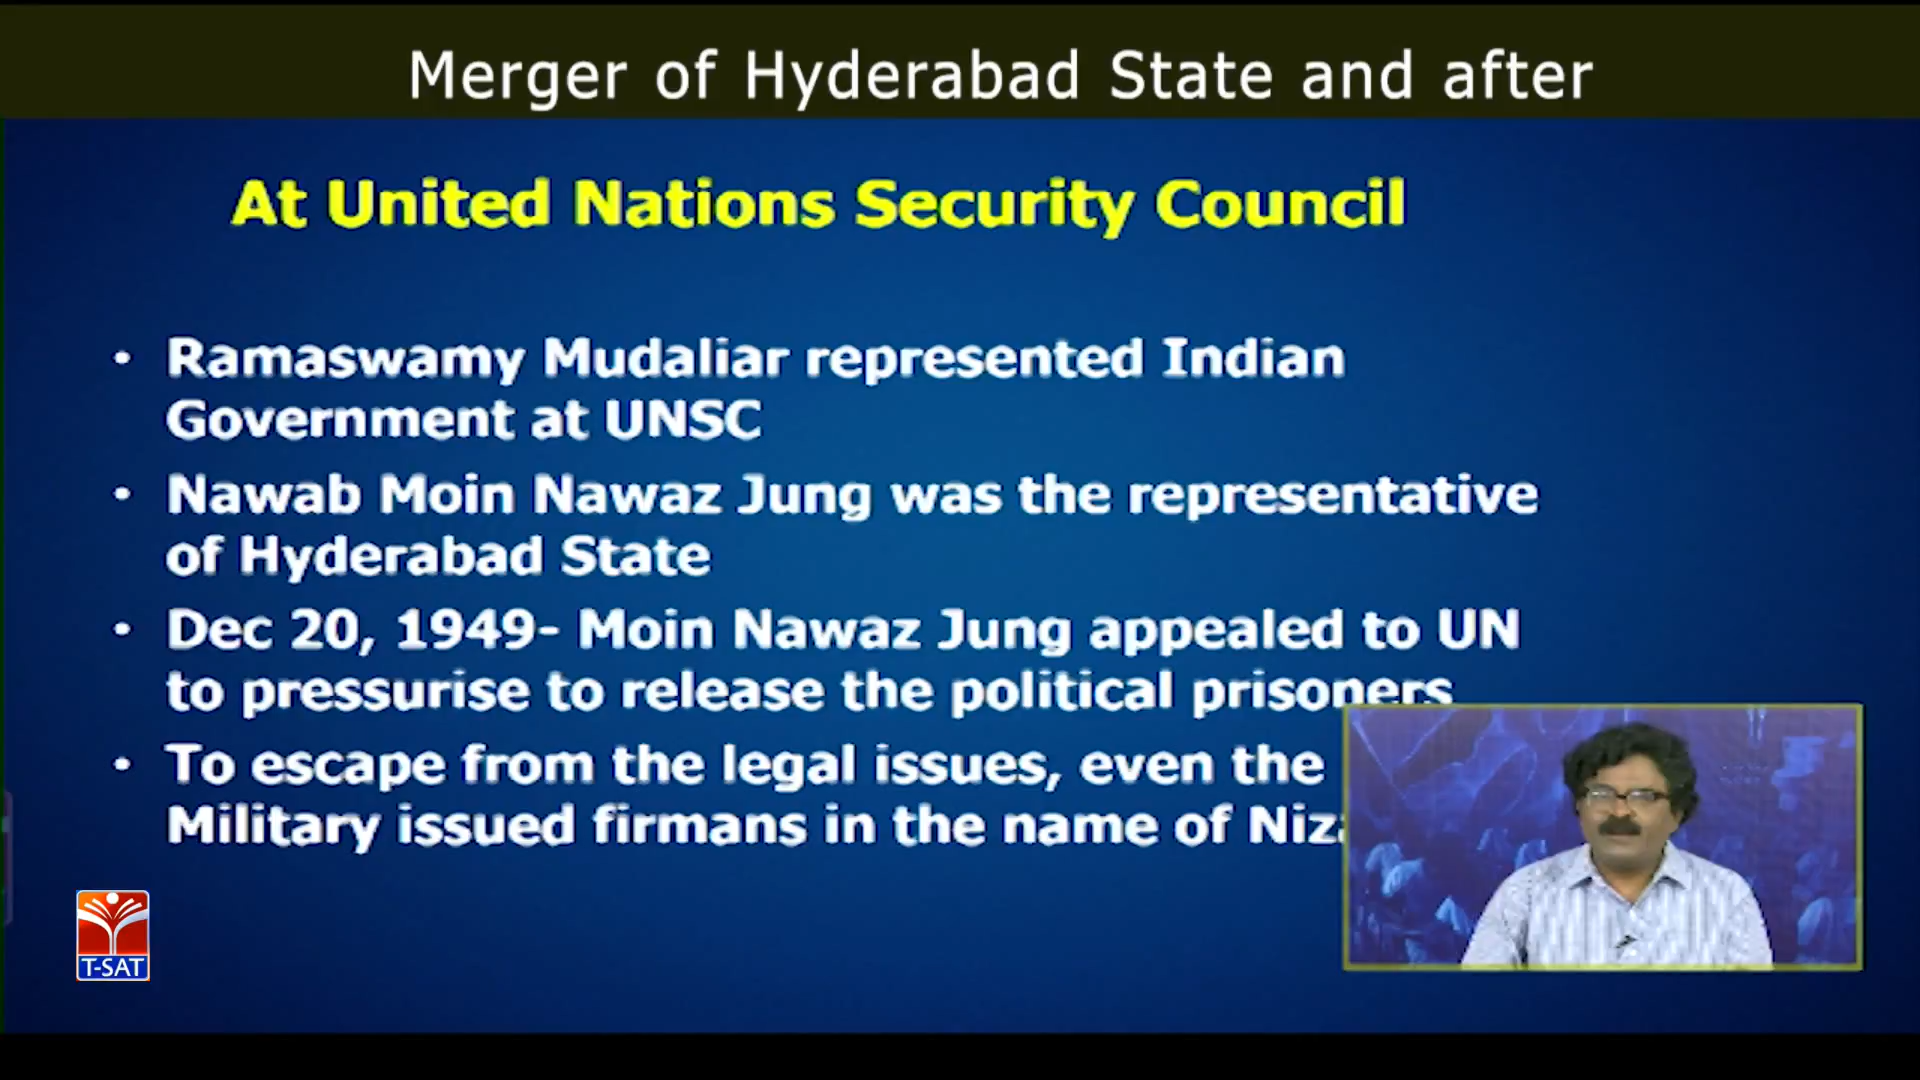 Merger of Hyderabad State and after
At United Nations Security Council
• Ramaswamy Mudaliar represented Indian
Government at UNSC
• Nawab Moin Nawaz Jung was the representative
of Hyderabad State
• Dec 20, 1949- Moin Nawaz Jung appealed to UN
to pressurise to release the political prisoners
• To escape from the legal issues, even the
Military issued firmans in the name of
T-SAT